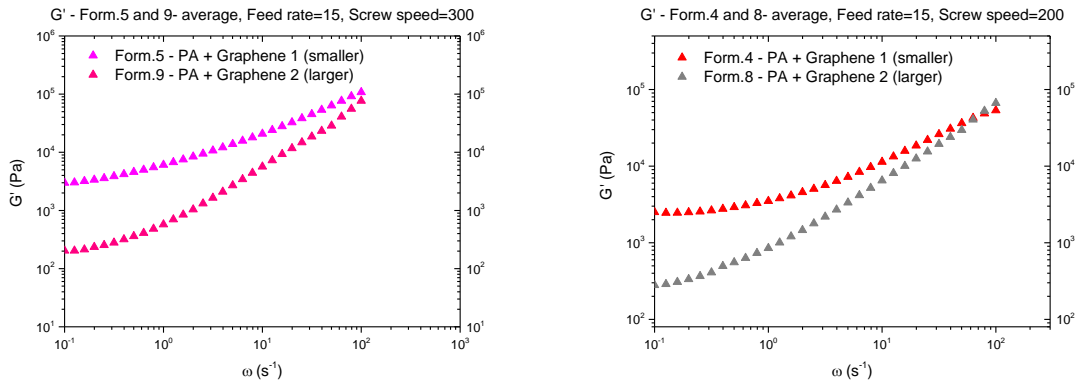 G' - Form.5 and 9- average, Feed rate=15, Screw speed=300
Form.5 - PA + Graphene 1 (smaller)
Form.9 - PA + Graphene 2 (larger)
G' (Pa)
10^6
10^5
10^4
10^3
10^2
10^1
10^6
10^5
10^4
10^3
10^2
10^1
10^-1
10^0
10^1
10^2
10^3
ω (s^-1)
G' - Form.4 and 8- average, Feed rate=15, Screw speed=200
Form.4 - PA + Graphene 1 (smaller)
Form.8 - PA + Graphene 2 (larger)
G' (Pa)
10^5
10^4
10^3
10^2
10^5
10^4
10^3
10^2
10^-1
10^0
10^1
10^2
ω (s^-1)